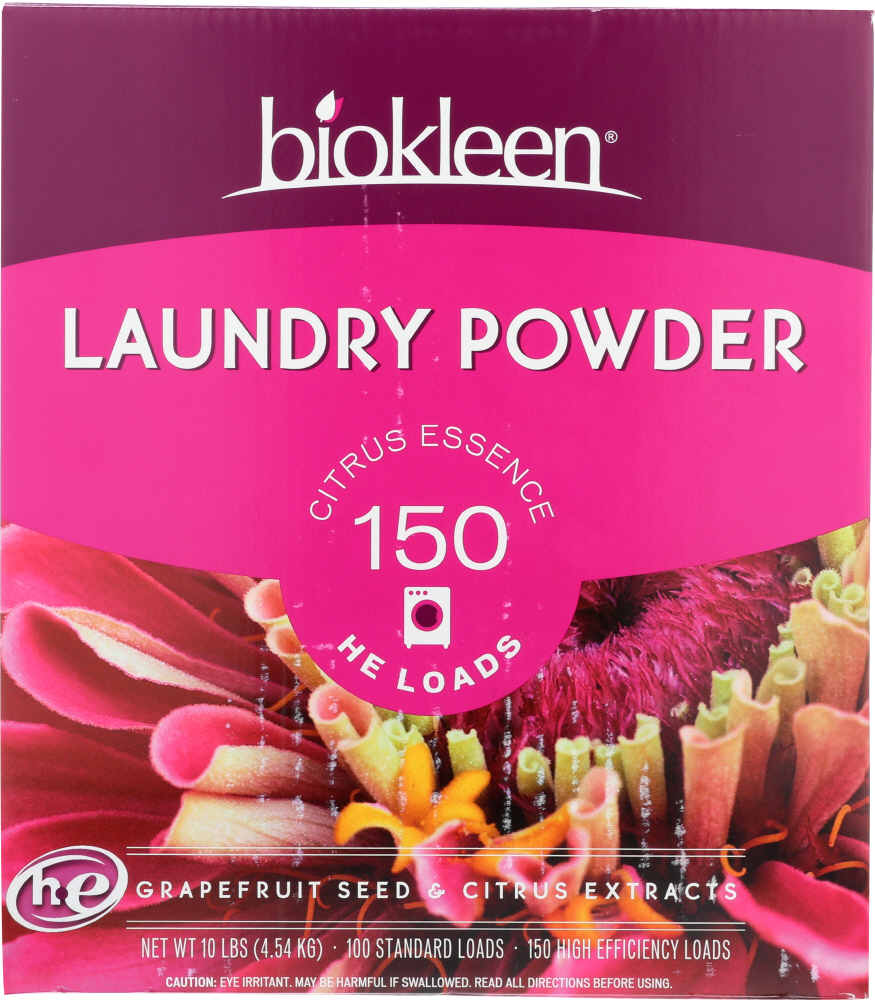 biokleen®
LAUNDRY POWDER
CITRUS ESSENCE
150
HE LOADS
he GRAPEFRUIT SEED & CITRUS EXTRACTS
NET WT 10 LBS (4.54 KG) · 100 STANDARD LOADS · 150 HIGH EFFICIENCY LOADS
CAUTION: EYE IRRITANT. MAY BE HARMFUL IF SWALLOWED. READ ALL DIRECTIONS BEFORE USING.